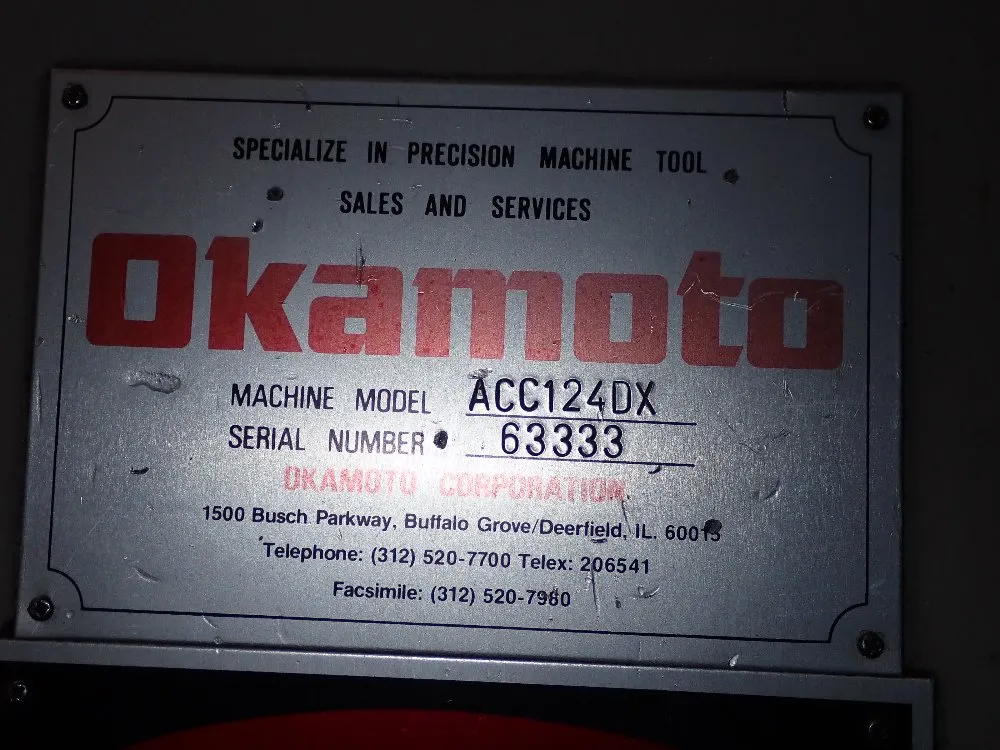 SPECIALIZE IN PRECISION MACHINE TOOL
SALES AND SERVICES
Okamoto
MACHINE MODEL ACC124DX
SERIAL NUMBER 63333
OKAMOTO CORPORATION
1500 Busch Parkway, Buffalo Grove/Deerfield, IL. 60015
Telephone: (312) 520-7700 Telex: 206541
Facsimile: (312) 520-7980